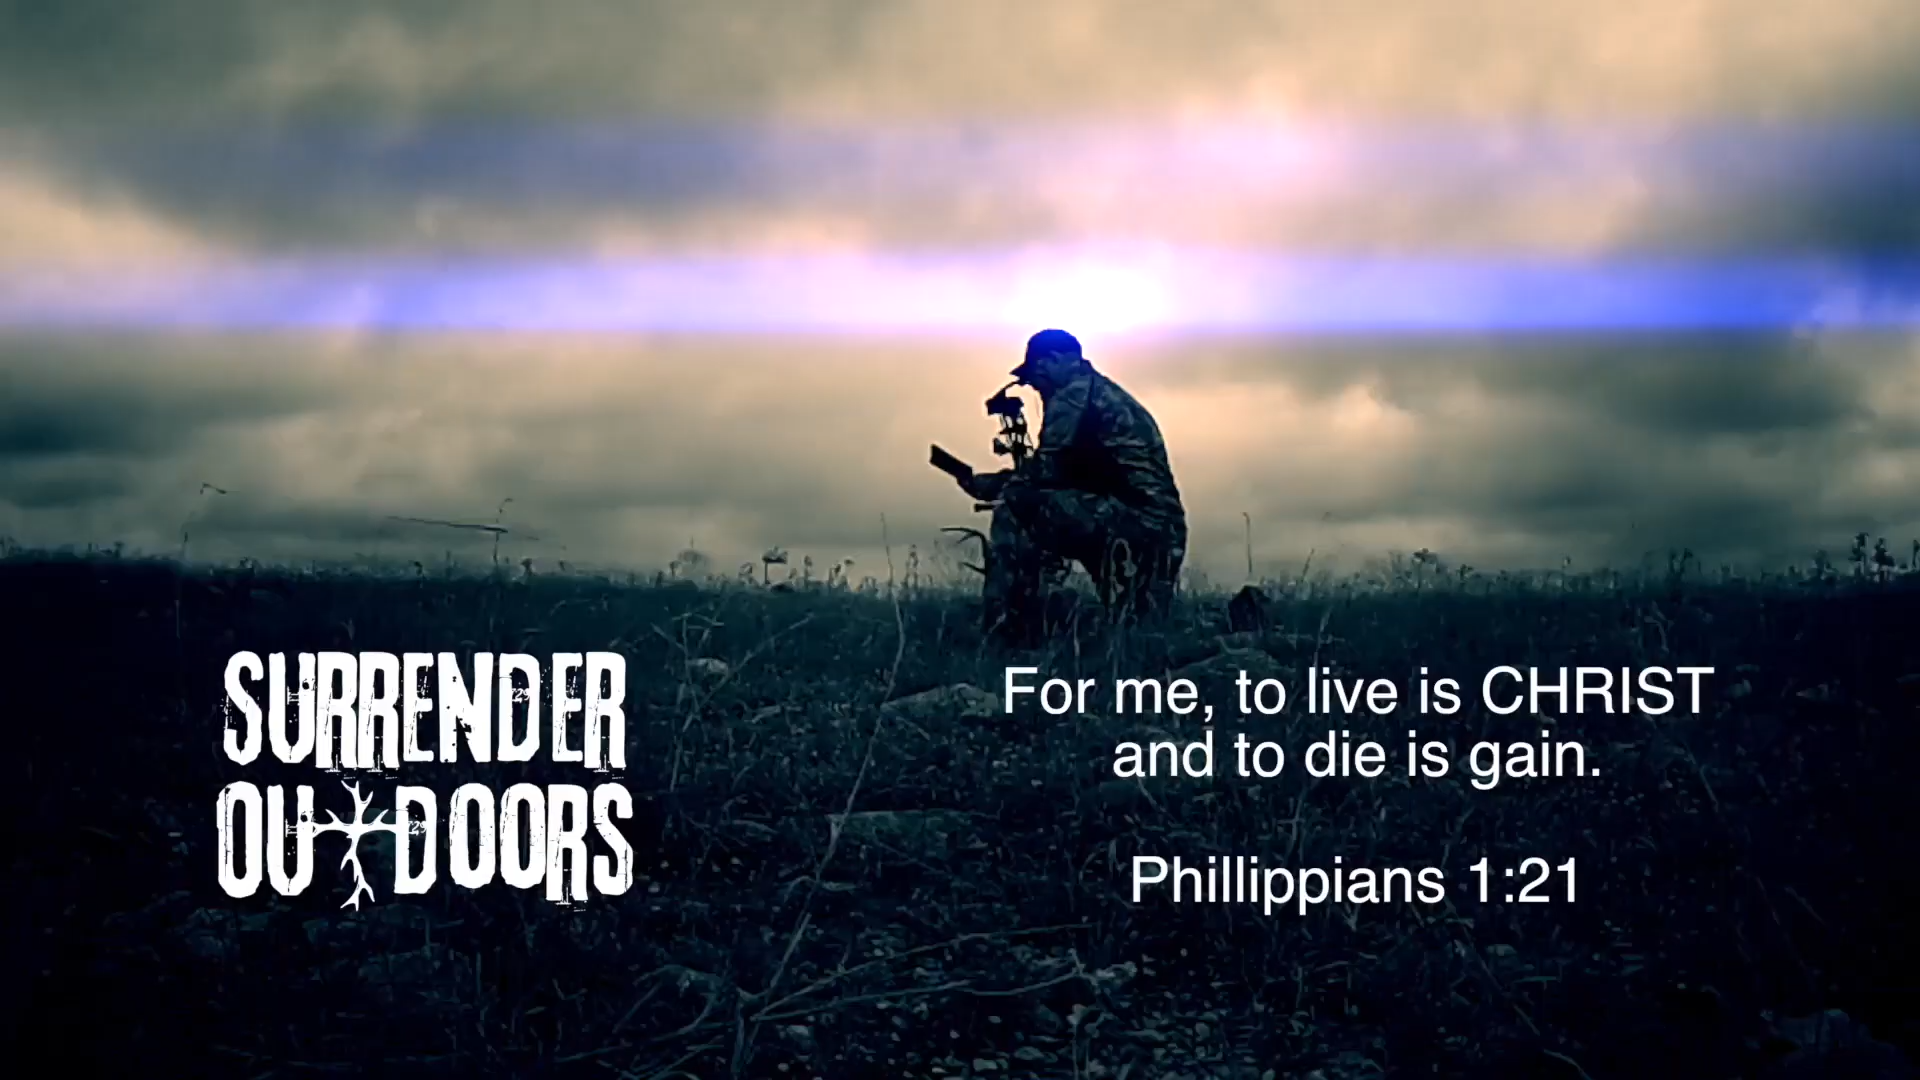 SURRENDER
OUTDOORS
For me, to live is CHRIST
and to die is gain.
Phillippians 1:21